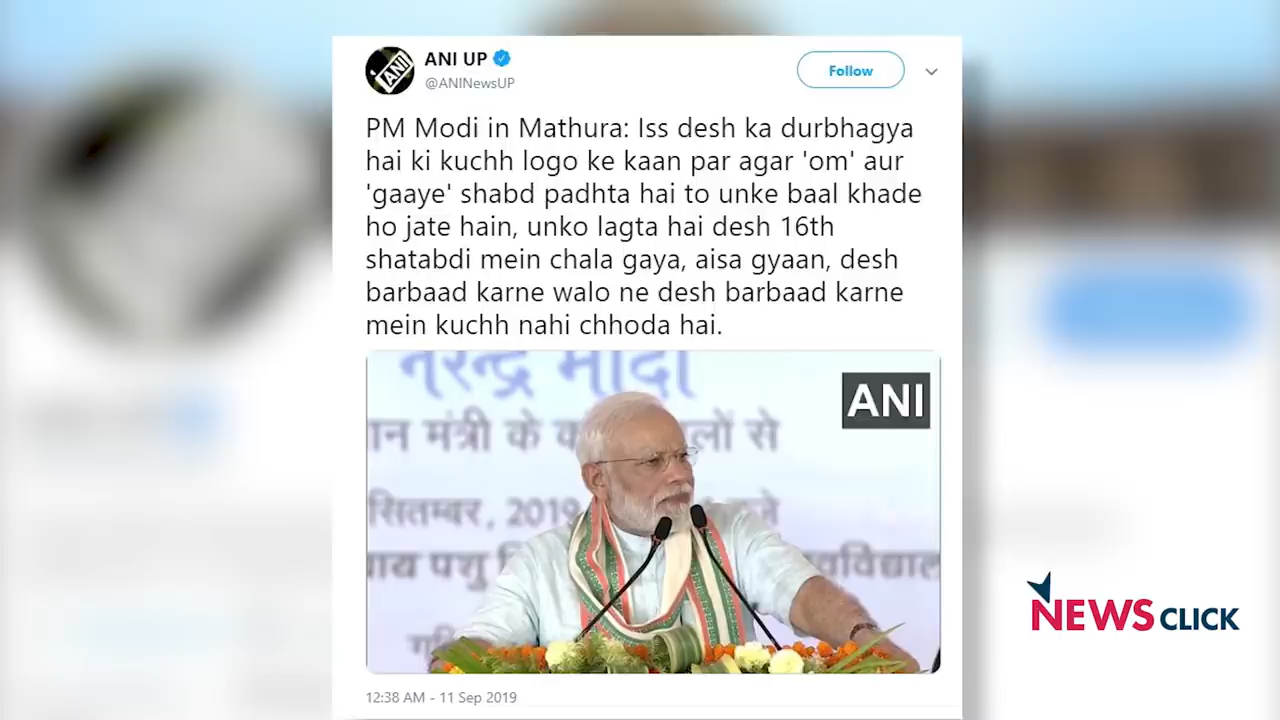 ANI UP
Follow
@ANINewsUP
PM Modi in Mathura: Iss desh ka durbhagya
hai ki kuchh logo ke kaan par agar 'om' aur
'gaaye' shabd padhta hai to unke baal khade
ho jate hain, unko lagta hai desh 16th
shatabdi mein chala gaya, aisa gyaan, desh
barbaad karne walo ne desh barbaad karne
mein kuchh nahi chhoda hai.
नरेन्द्र मोदी
ANI
मंत्री के
से
सितम्बर, 2019
पशु
ANI
12:38 AM - 11 Sep 2019
NEWSCLICK